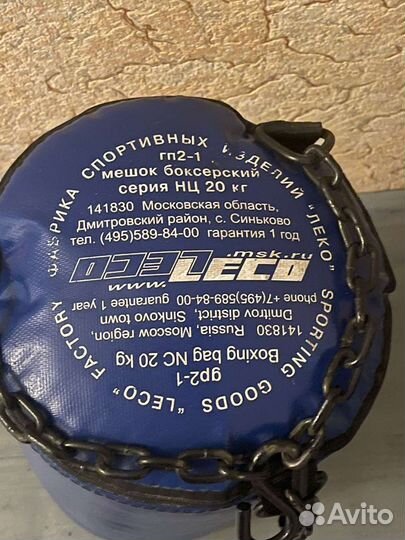 ФАБРИКА СПОРТИВНЫХ ИЗДЕЛИЙ "ЛЕКО"
гп2-1
мешок боксерский
серия НЦ 20 кг
141830 Московская область,
Дмитровский район, с. Синьково
тел. (495)589-84-00 гарантия 1 год
LECO
www.LECO.msk.ru
SPORTING GOODS "LECO" FACTORY
gp2-1
Boxing bag NC 20 kg
141830 Russia, Moscow region,
Dmitrov district, Sinkovo town
phone +7(495)589-84-00 guarantee 1 year
Avito